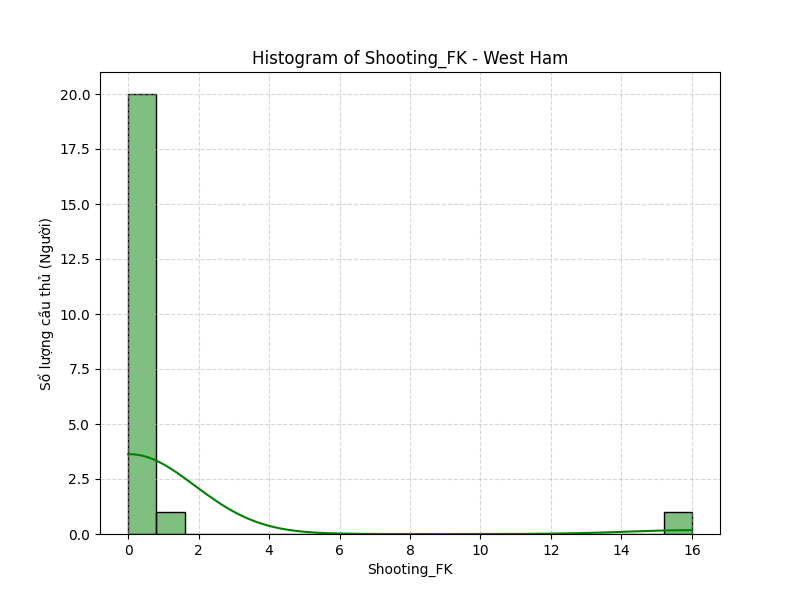 Histogram of Shooting_FK - West Ham
Số lượng cầu thủ (Người)
20.0
17.5
15.0
12.5
10.0
7.5
5.0
2.5
0.0
0 2 4 6 8 10 12 14 16
Shooting_FK